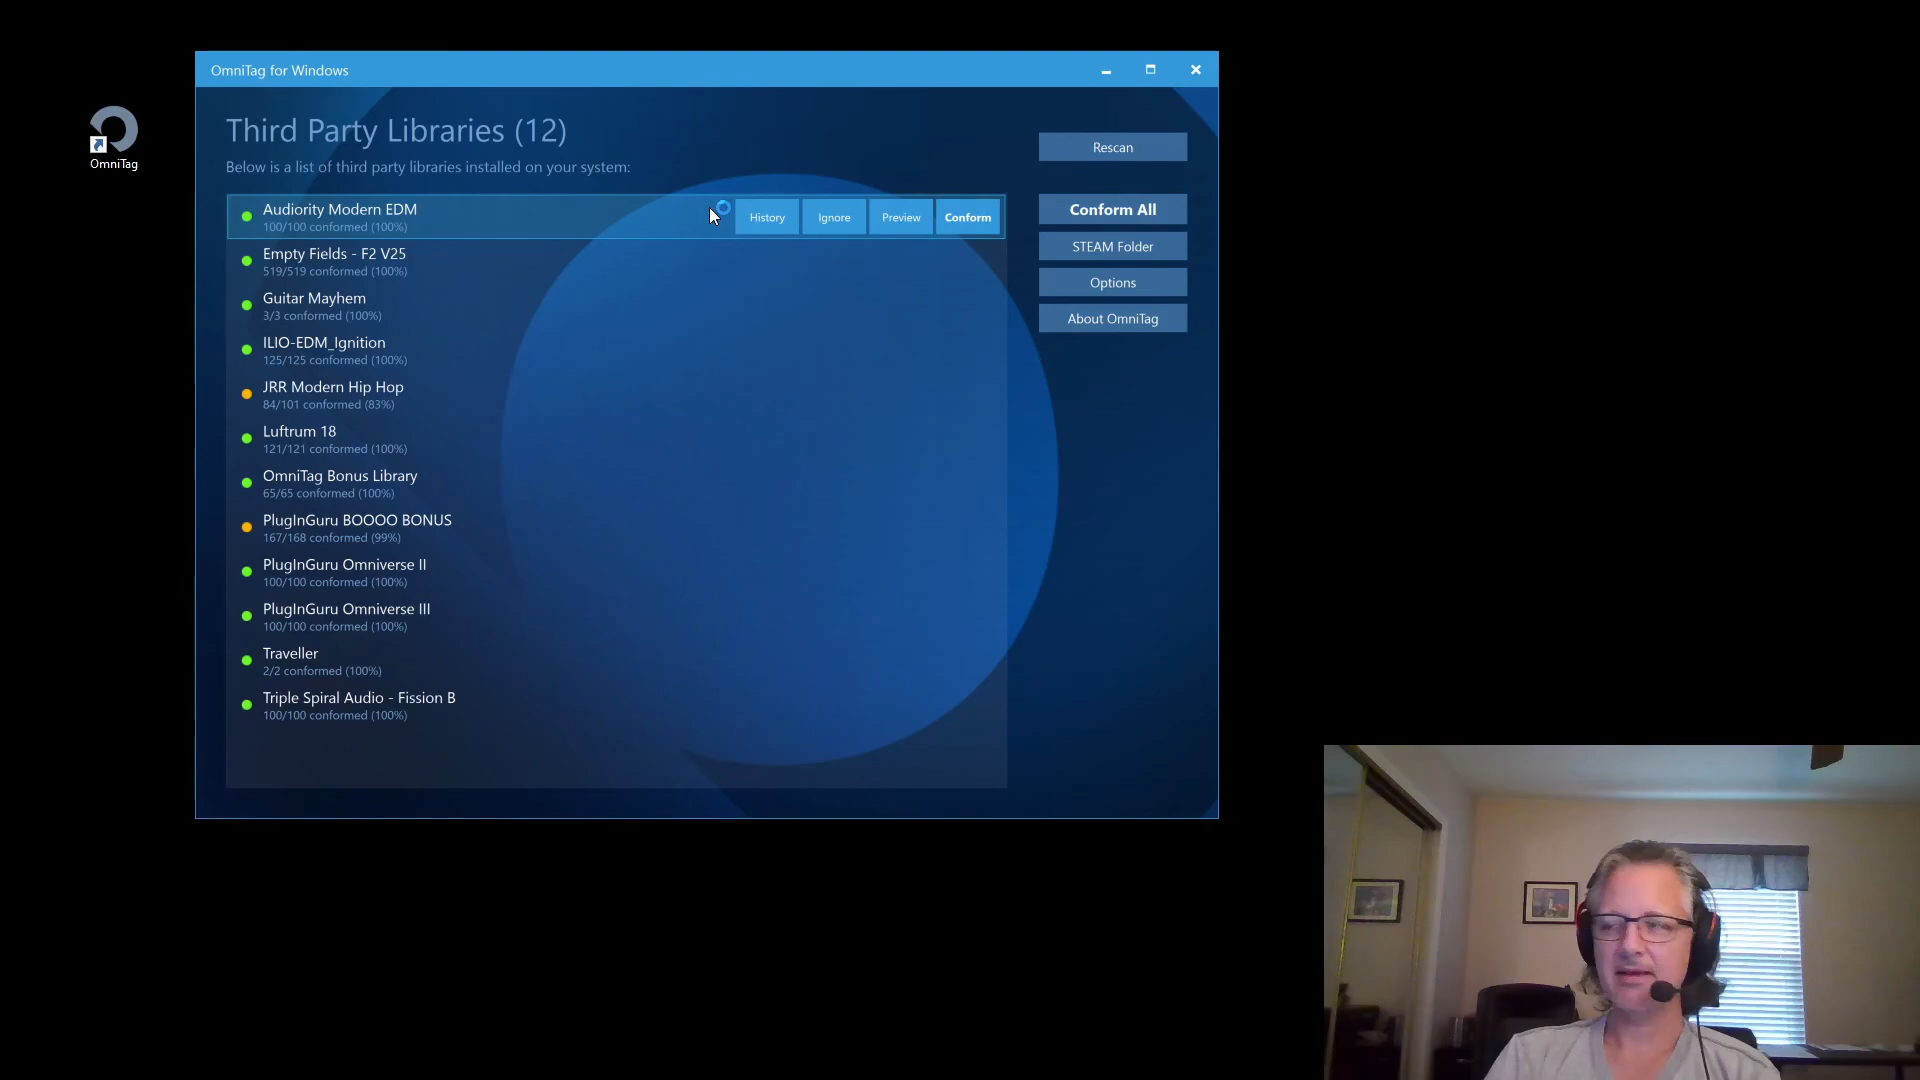 OmniTag for Windows
OmniTag
Third Party Libraries (12)
Below is a list of third party libraries installed on your system:
Rescan
Conform All
STEAM Folder
Options
About OmniTag
Audiority Modern EDM
100/100 conformed (100%)
History
Ignore
Preview
Conform
Empty Fields - F2 V25
519/519 conformed (100%)
Guitar Mayhem
3/3 conformed (100%)
ILIO-EDM_Ignition
125/125 conformed (100%)
JRR Modern Hip Hop
84/101 conformed (83%)
Luftrum 18
121/121 conformed (100%)
OmniTag Bonus Library
65/65 conformed (100%)
PlugInGuru BOOOO BONUS
167/168 conformed (99%)
PlugInGuru Omniverse II
100/100 conformed (100%)
PlugInGuru Omniverse III
100/100 conformed (100%)
Traveller
2/2 conformed (100%)
Triple Spiral Audio - Fission B
100/100 conformed (100%)